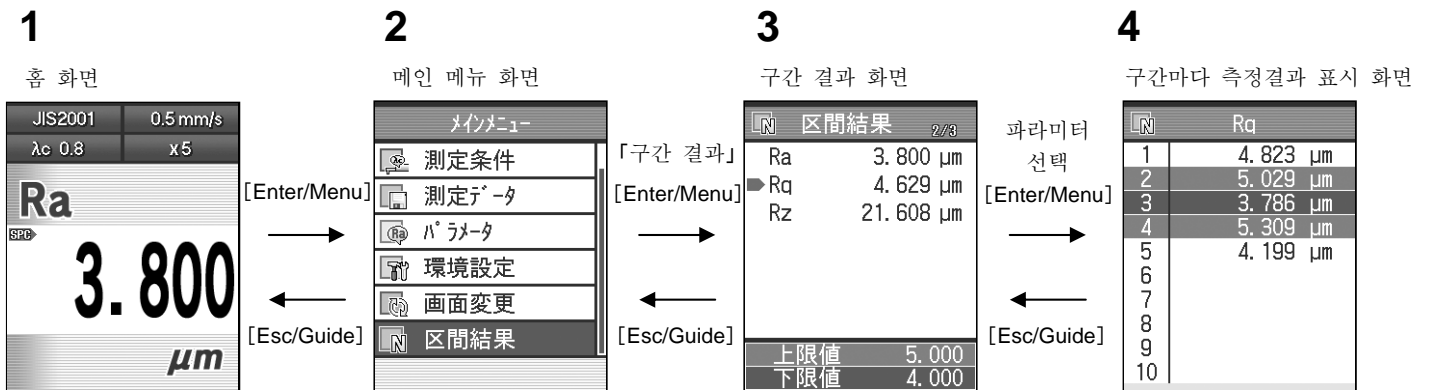 1
홈 화면
JIS2001 0.5 mm/s
λc 0.8 x5
Ra
SPC
3.800
μm
[Enter/Menu]
[Esc/Guide]
2
메인 메뉴 화면
ﾒｲﾝﾒﾆｭｰ
測定条件
測定ﾃﾞｰﾀ
ﾊﾟﾗﾒｰﾀ
環境設定
画面変更
N 区間結果
「구간 결과」
[Enter/Menu]
[Esc/Guide]
3
구간 결과 화면
N 区間結果 2/3
Ra 3.800 μm
Rq 4.629 μm
Rz 21.608 μm
上限値 5.000
下限値 4.000
파라미터
선택
[Enter/Menu]
[Esc/Guide]
4
구간마다 측정결과 표시 화면
N Rq
1 4.823 μm
2 5.029 μm
3 3.786 μm
4 5.309 μm
5 4.199 μm
6
7
8
9
10